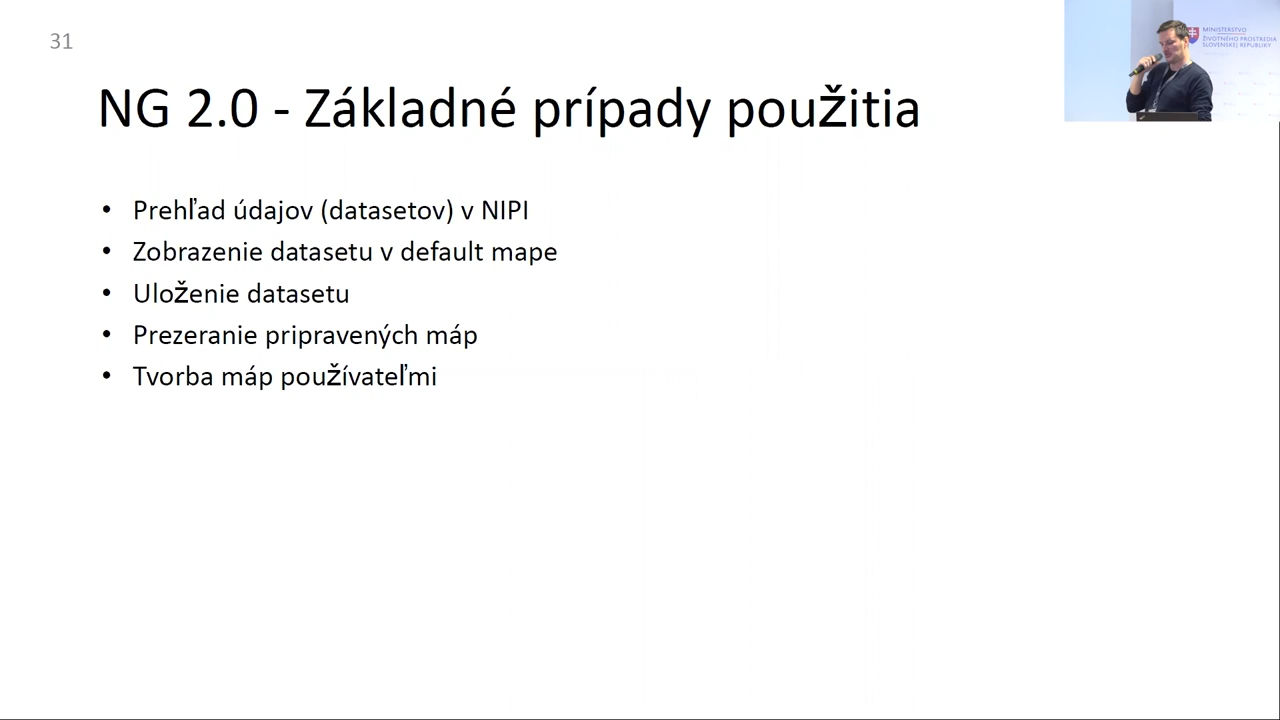 31
MINISTERSTVO
ŽIVOTNÉHO PROSTREDIA
SLOVENSKEJ REPUBLIKY
NG 2.0 - Základné prípady použitia
• Prehľad údajov (datasetov) v NIPI
• Zobrazenie datasetu v default mape
• Uloženie datasetu
• Prezeranie pripravených máp
• Tvorba máp používateľmi